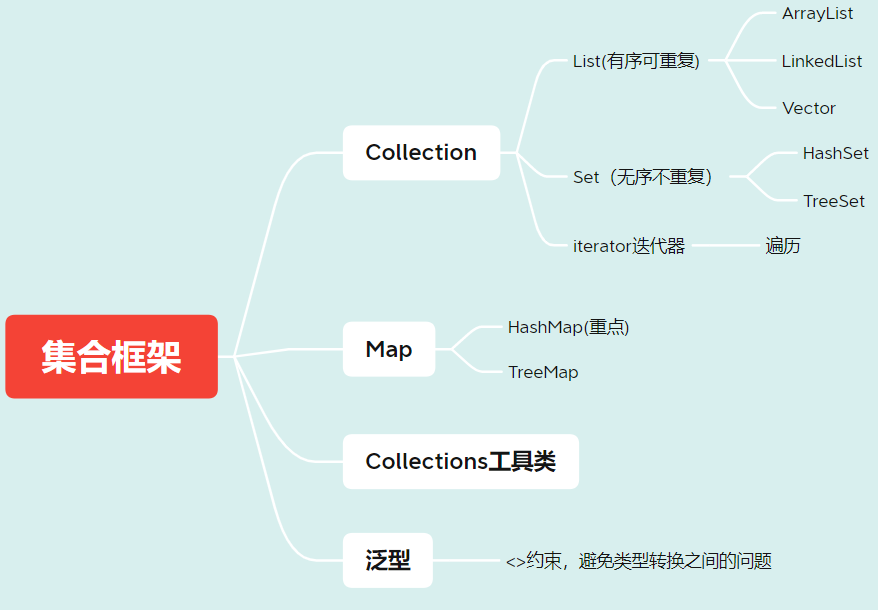 集合框架
Collection
List(有序可重复)
ArrayList
LinkedList
Vector
Set（无序不重复）
HashSet
TreeSet
iterator迭代器
遍历
Map
HashMap(重点)
TreeMap
Collections工具类
泛型
<>约束，避免类型转换之间的问题